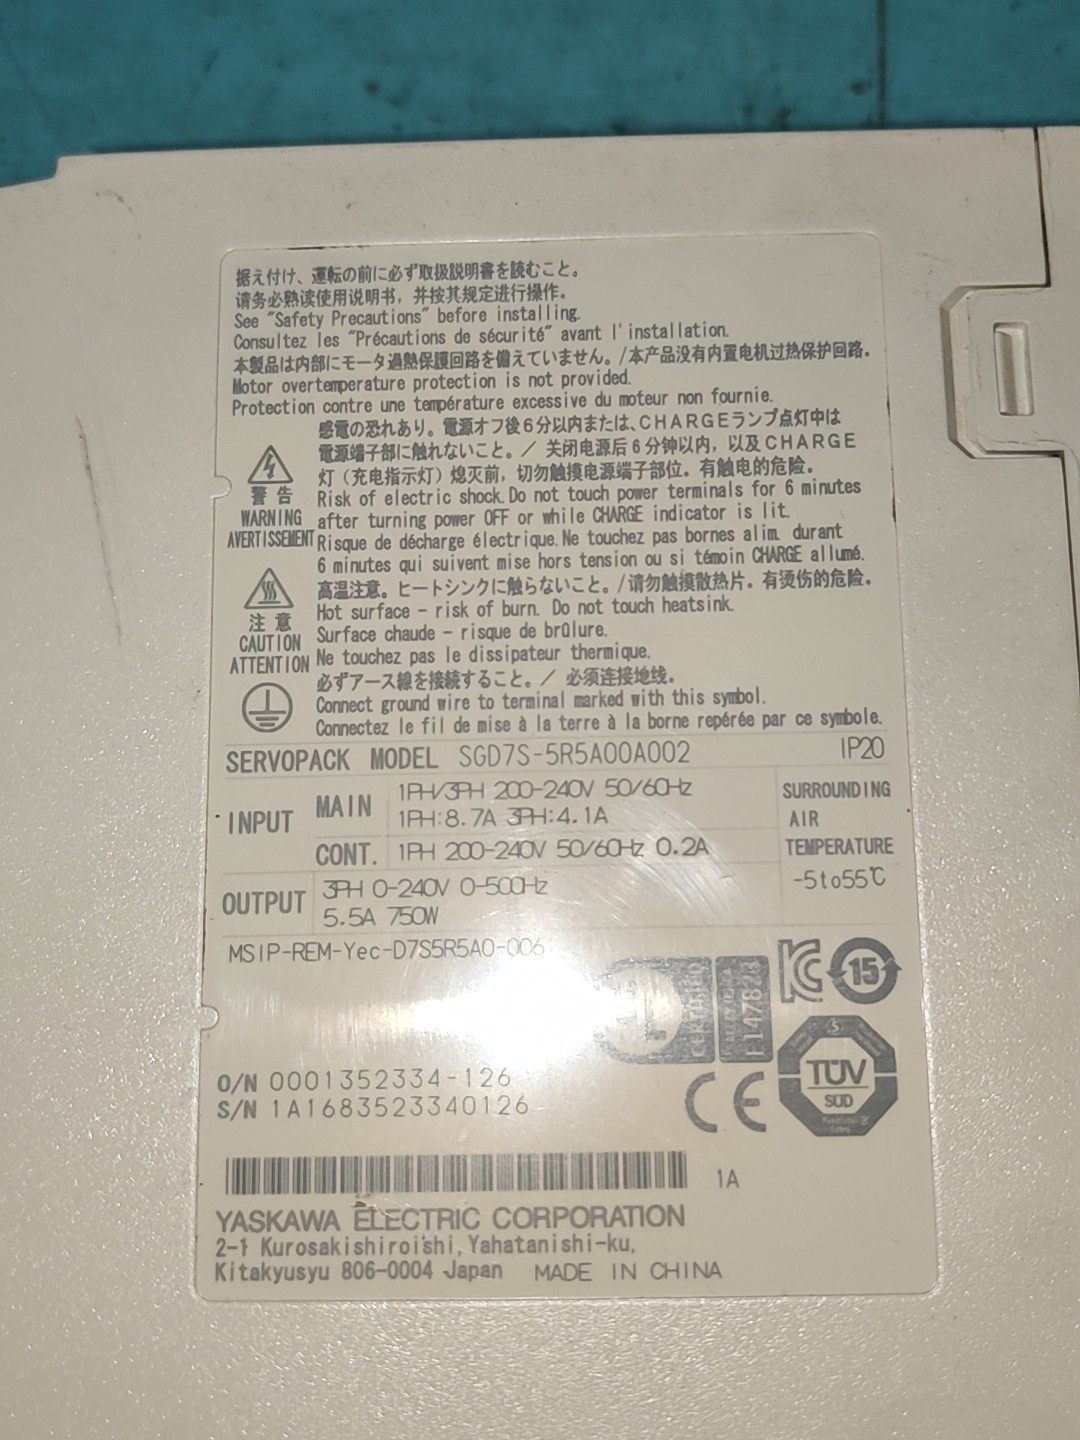 据え付け、運転の前に必ず取扱説明書を読むこと。
请务必熟读使用说明书，并按其规定进行操作。
See "Safety Precautions" before installing.
Consultez les "Précautions de sécurité" avant l'installation.
本製品は内部にモータ過熱保護回路を備えていません。/本产品没有内置电机过热保护回路.
Motor overtemperature protection is not provided.
Protection contre une température excessive du moteur non fournie.
感電の恐れあり。電源オフ後6分以内または、CHARGEランプ点灯中は
電源端子部に触れないこと。/ 关闭电源后6分钟以内，以及CHARGE
灯（充电指示灯）熄灭前，切勿触摸电源端子部位。有触电的危险。
警告
WARNING
AVERTISSEMENT
Risk of electric shock. Do not touch power terminals for 6 minutes
after turning power OFF or while CHARGE indicator is lit.
Risque de décharge électrique. Ne touchez pas bornes alim. durant
6 minutes qui suivent mise hors tension ou si témoin CHARGE allumé.
高温注意。ヒートシンクに触らないこと。/请勿触摸散热片。有烫伤的危险。
注意
CAUTION
ATTENTION
Hot surface - risk of burn. Do not touch heatsink.
Surface chaude - risque de brûlure.
Ne touchez pas le dissipateur thermique.
必ずアース線を接続すること。/ 必须连接地线。
Connect ground wire to terminal marked with this symbol.
Connectez le fil de mise à la terre à la borne repérée par ce symbole.
SERVOPACK MODEL SGD7S-5R5A00A002 IP20
INPUT MAIN 1PH/3PH 200-240V 50/60Hz
1PH:8.7A 3PH:4.1A
CONT. 1PH 200-240V 50/60Hz 0.2A
SURROUNDING
AIR
TEMPERATURE
-5to55℃
OUTPUT 3PH 0-240V 0-500Hz
5.5A 750W
MSIP-REM-Yec-D7S5R5A0-006
15
E147823
TÜV
SÜD
CE
O/N 0001352334-126
S/N 1A1683523340126
1A
YASKAWA ELECTRIC CORPORATION
2-1 Kurosakishiroishi, Yahatanishi-ku,
Kitakyusyu 806-0004 Japan MADE IN CHINA